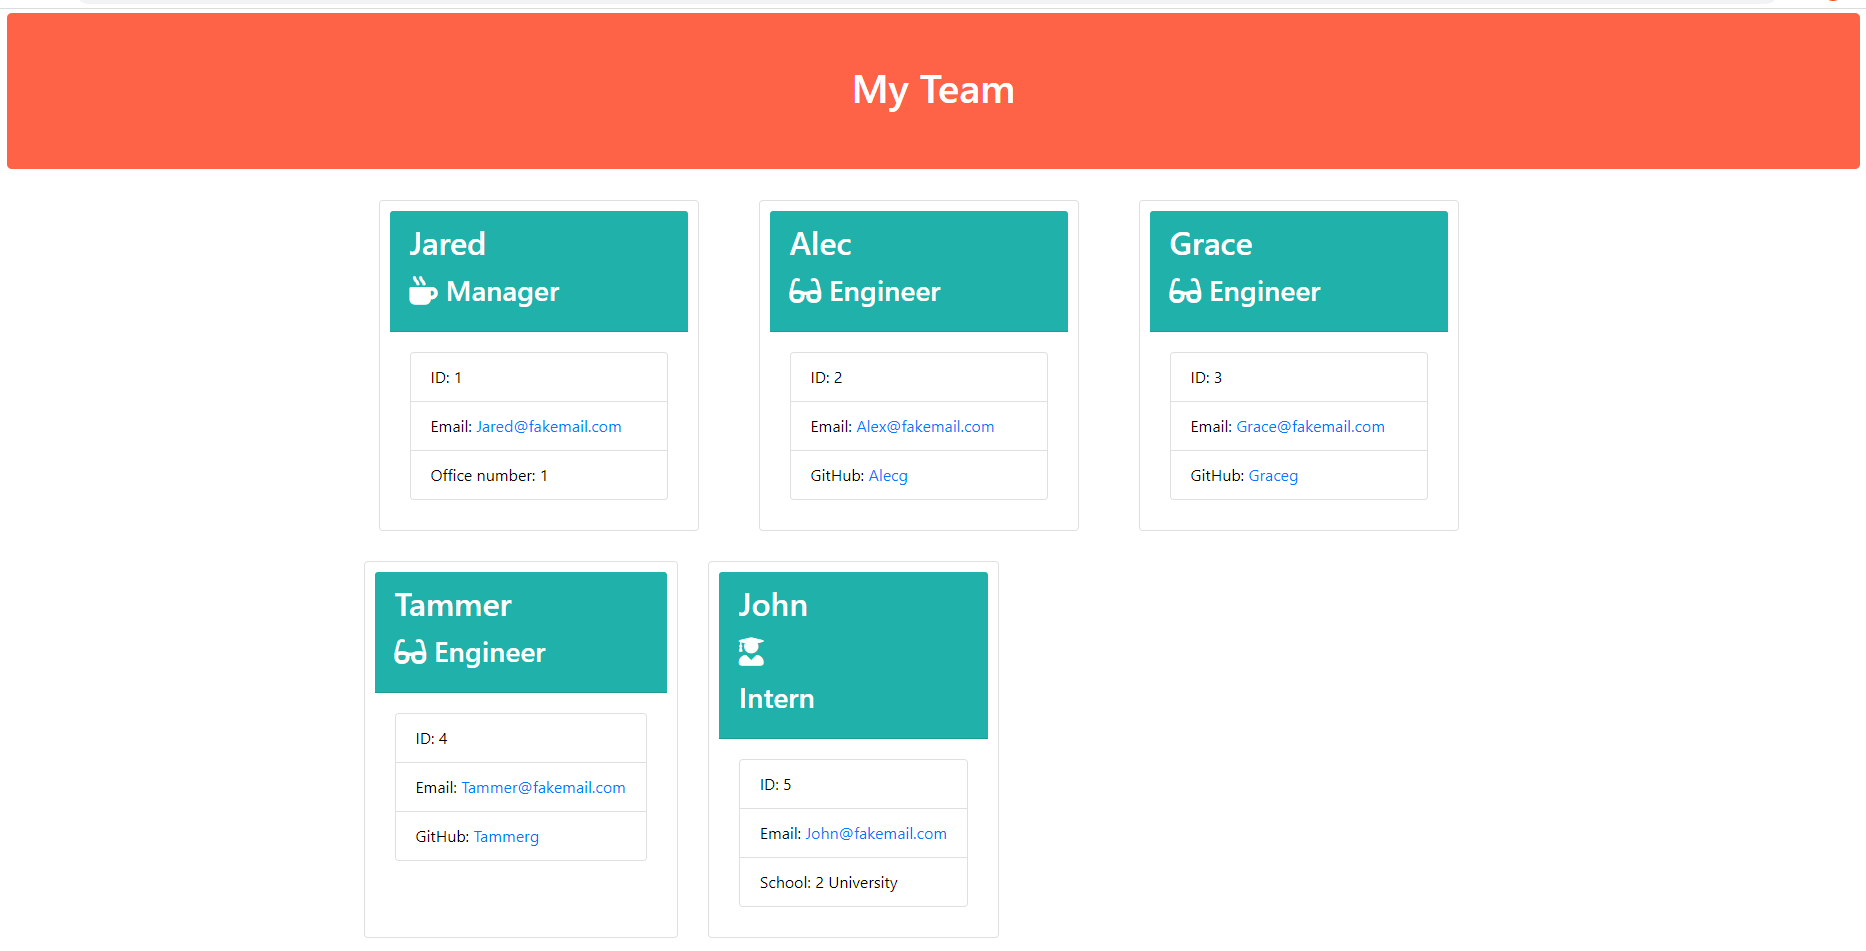 My Team
Jared
Manager
ID: 1
Email: Jared@fakemail.com
Office number: 1
Alec
Engineer
ID: 2
Email: Alex@fakemail.com
GitHub: Alecg
Grace
Engineer
ID: 3
Email: Grace@fakemail.com
GitHub: Graceg
Tammer
Engineer
ID: 4
Email: Tammer@fakemail.com
GitHub: Tammerg
John
Intern
ID: 5
Email: John@fakemail.com
School: 2 University